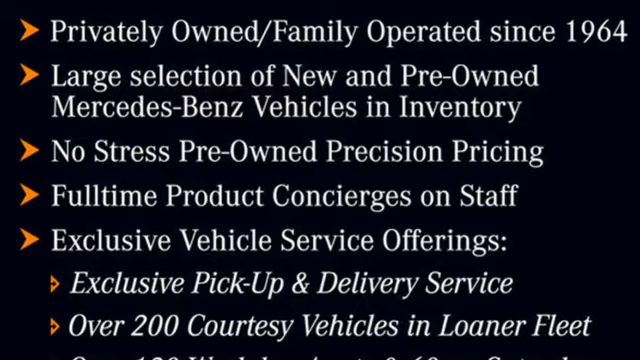 Privately Owned/Family Operated since 1964
Large selection of New and Pre-Owned
Mercedes-Benz Vehicles in Inventory
No Stress Pre-Owned Precision Pricing
Fulltime Product Concierges on Staff
Exclusive Vehicle Service Offerings:
Exclusive Pick-Up & Delivery Service
Over 200 Courtesy Vehicles in Loaner Fleet